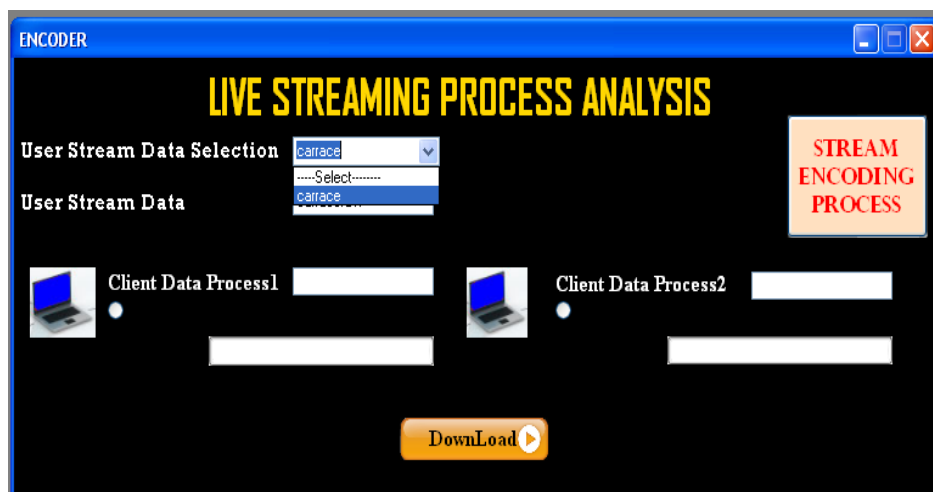 ENCODER
LIVE STREAMING PROCESS ANALYSIS
User Stream Data Selection carrace
-----Select--------
carrace
User Stream Data
STREAM
ENCODING
PROCESS
Client Data Process1
Client Data Process2
DownLoad